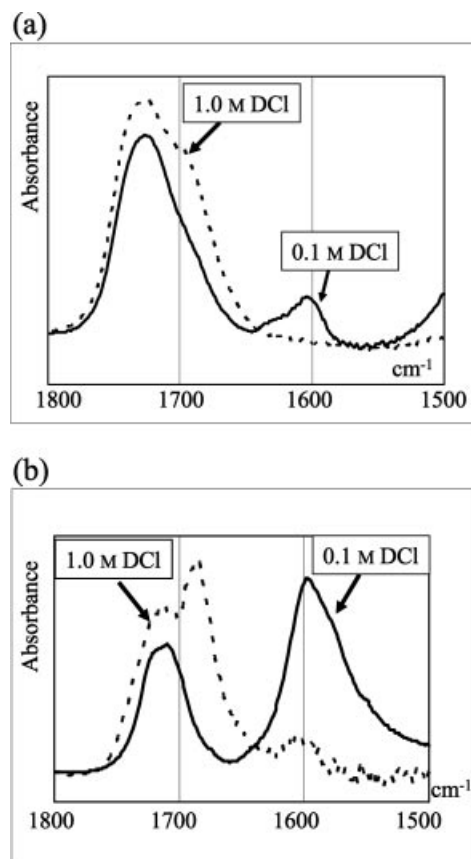 (a)
Absorbance
1.0 M DCl
0.1 M DCl
cm-1
1800 1700 1600 1500
(b)
Absorbance
1.0 M DCl
0.1 M DCl
cm-1
1800 1700 1600 1500